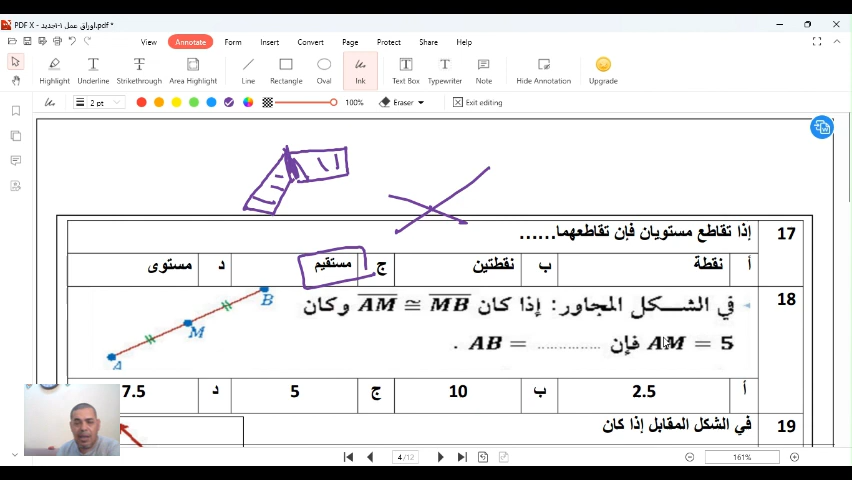 PDF X - اوراق عمل ١-١جديد.pdf *
View Annotate Form Insert Convert Page Protect Share Help
Highlight Underline Strikethrough Area Highlight Line Rectangle Oval Ink Text Box Typewriter Note Hide Annotation Upgrade
2 pt 100% Eraser Exit editing
17 إذا تقاطع مستويان فإن تقاطعهما......
أ نقطة ب نقطتين ج مستقيم د مستوى
18 في الشكل المجاور: إذا كان AM ≅ MB وكان
AM = 5 فإن AB = .............. .
B
M
A
أ 2.5 ب 10 ج 5 د 7.5
19 في الشكل المقابل إذا كان
4 /12 161%